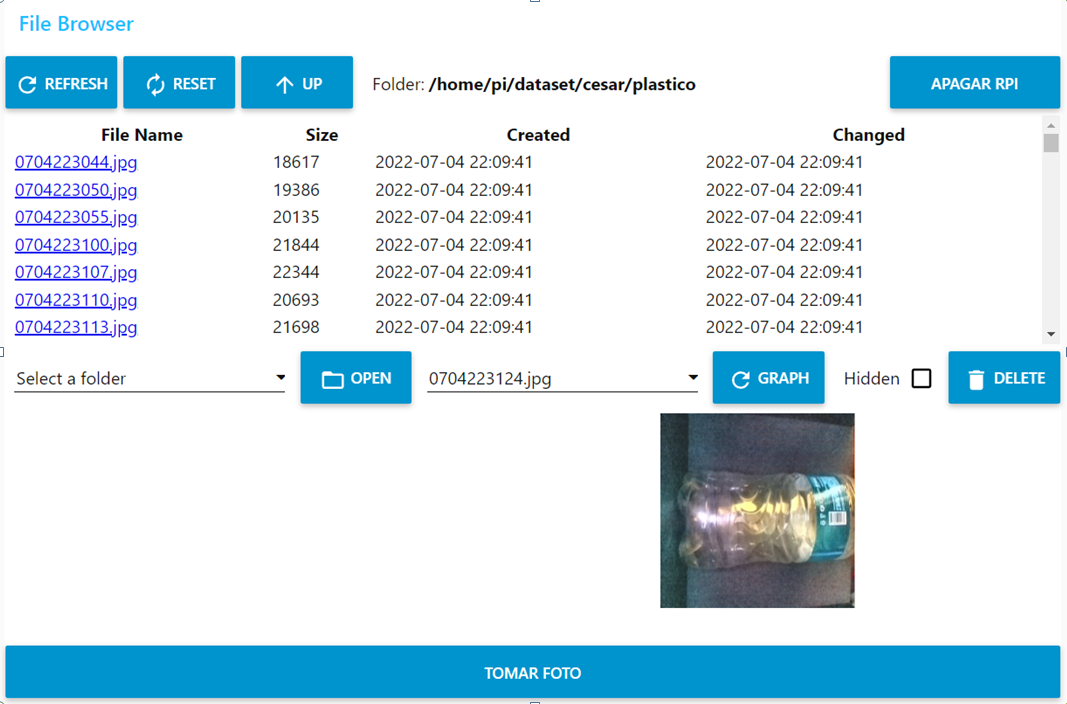 File Browser
REFRESH RESET UP Folder: /home/pi/dataset/cesar/plastico APAGAR RPI
File Name Size Created Changed
0704223044.jpg 18617 2022-07-04 22:09:41 2022-07-04 22:09:41
0704223050.jpg 19386 2022-07-04 22:09:41 2022-07-04 22:09:41
0704223055.jpg 20135 2022-07-04 22:09:41 2022-07-04 22:09:41
0704223100.jpg 21844 2022-07-04 22:09:41 2022-07-04 22:09:41
0704223107.jpg 22344 2022-07-04 22:09:41 2022-07-04 22:09:41
0704223110.jpg 20693 2022-07-04 22:09:41 2022-07-04 22:09:41
0704223113.jpg 21698 2022-07-04 22:09:41 2022-07-04 22:09:41
Select a folder OPEN 0704223124.jpg GRAPH Hidden DELETE
TOMAR FOTO